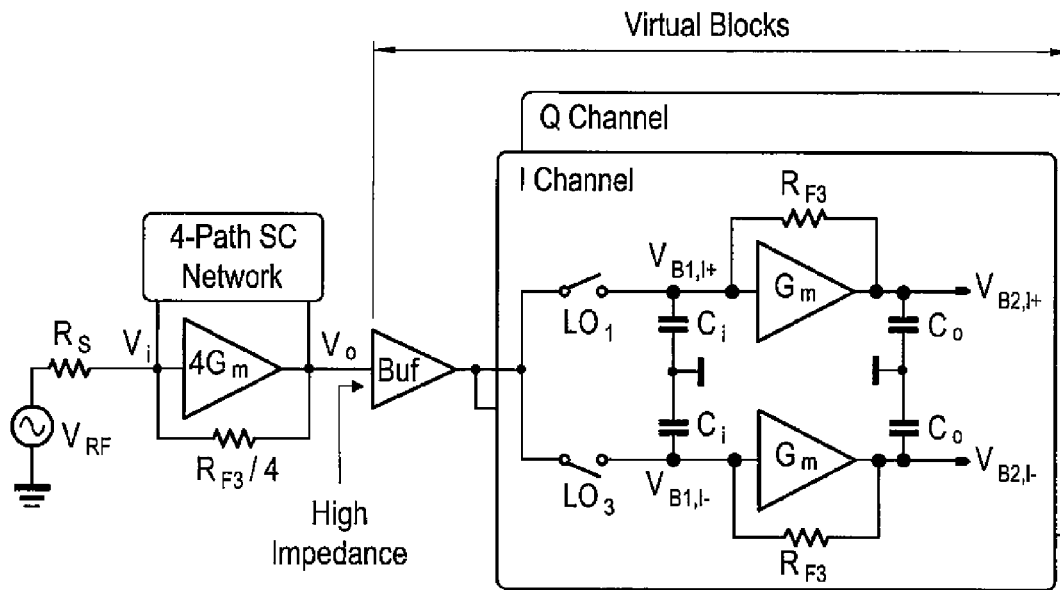 Virtual Blocks
Q Channel
I Channel
R_F3
4-Path SC
Network
V_B1,I+
G_m
V_B2,I+
LO_1
C_i
C_o
R_S
V_i
V_o
4G_m
Buf
V_RF
R_F3 / 4
High
Impedance
C_i
G_m
C_o
V_B2,I-
LO_3
V_B1,I-
R_F3